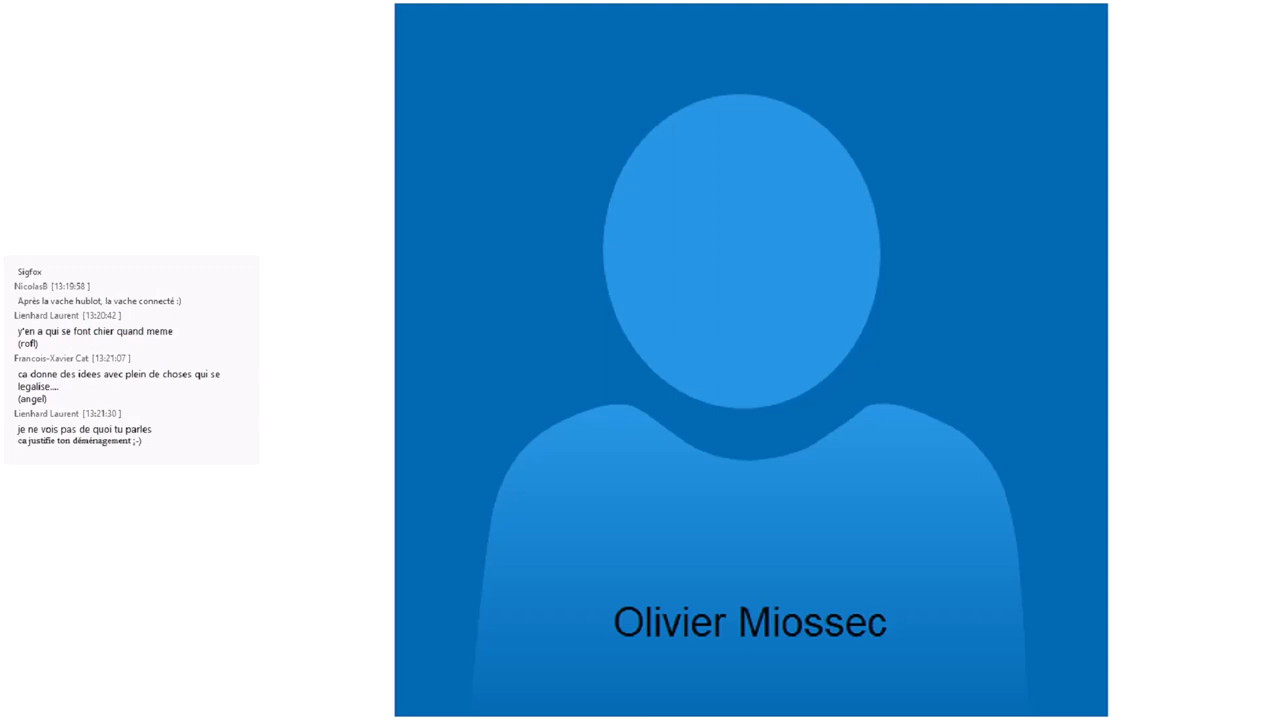 Sigfox
NicolasB [13:19:58 ]
Après la vache hublot, la vache connecté :)
Lienhard Laurent [13:20:42 ]
y'en a qui se font chier quand meme
(rofl)
Francois-Xavier Cat [13:21:07 ]
ca donne des idees avec plein de choses qui se
legalise....
(angel)
Lienhard Laurent [13:21:30 ]
je ne vois pas de quoi tu parles
ca justifie ton déménagement ;-)
Olivier Miossec